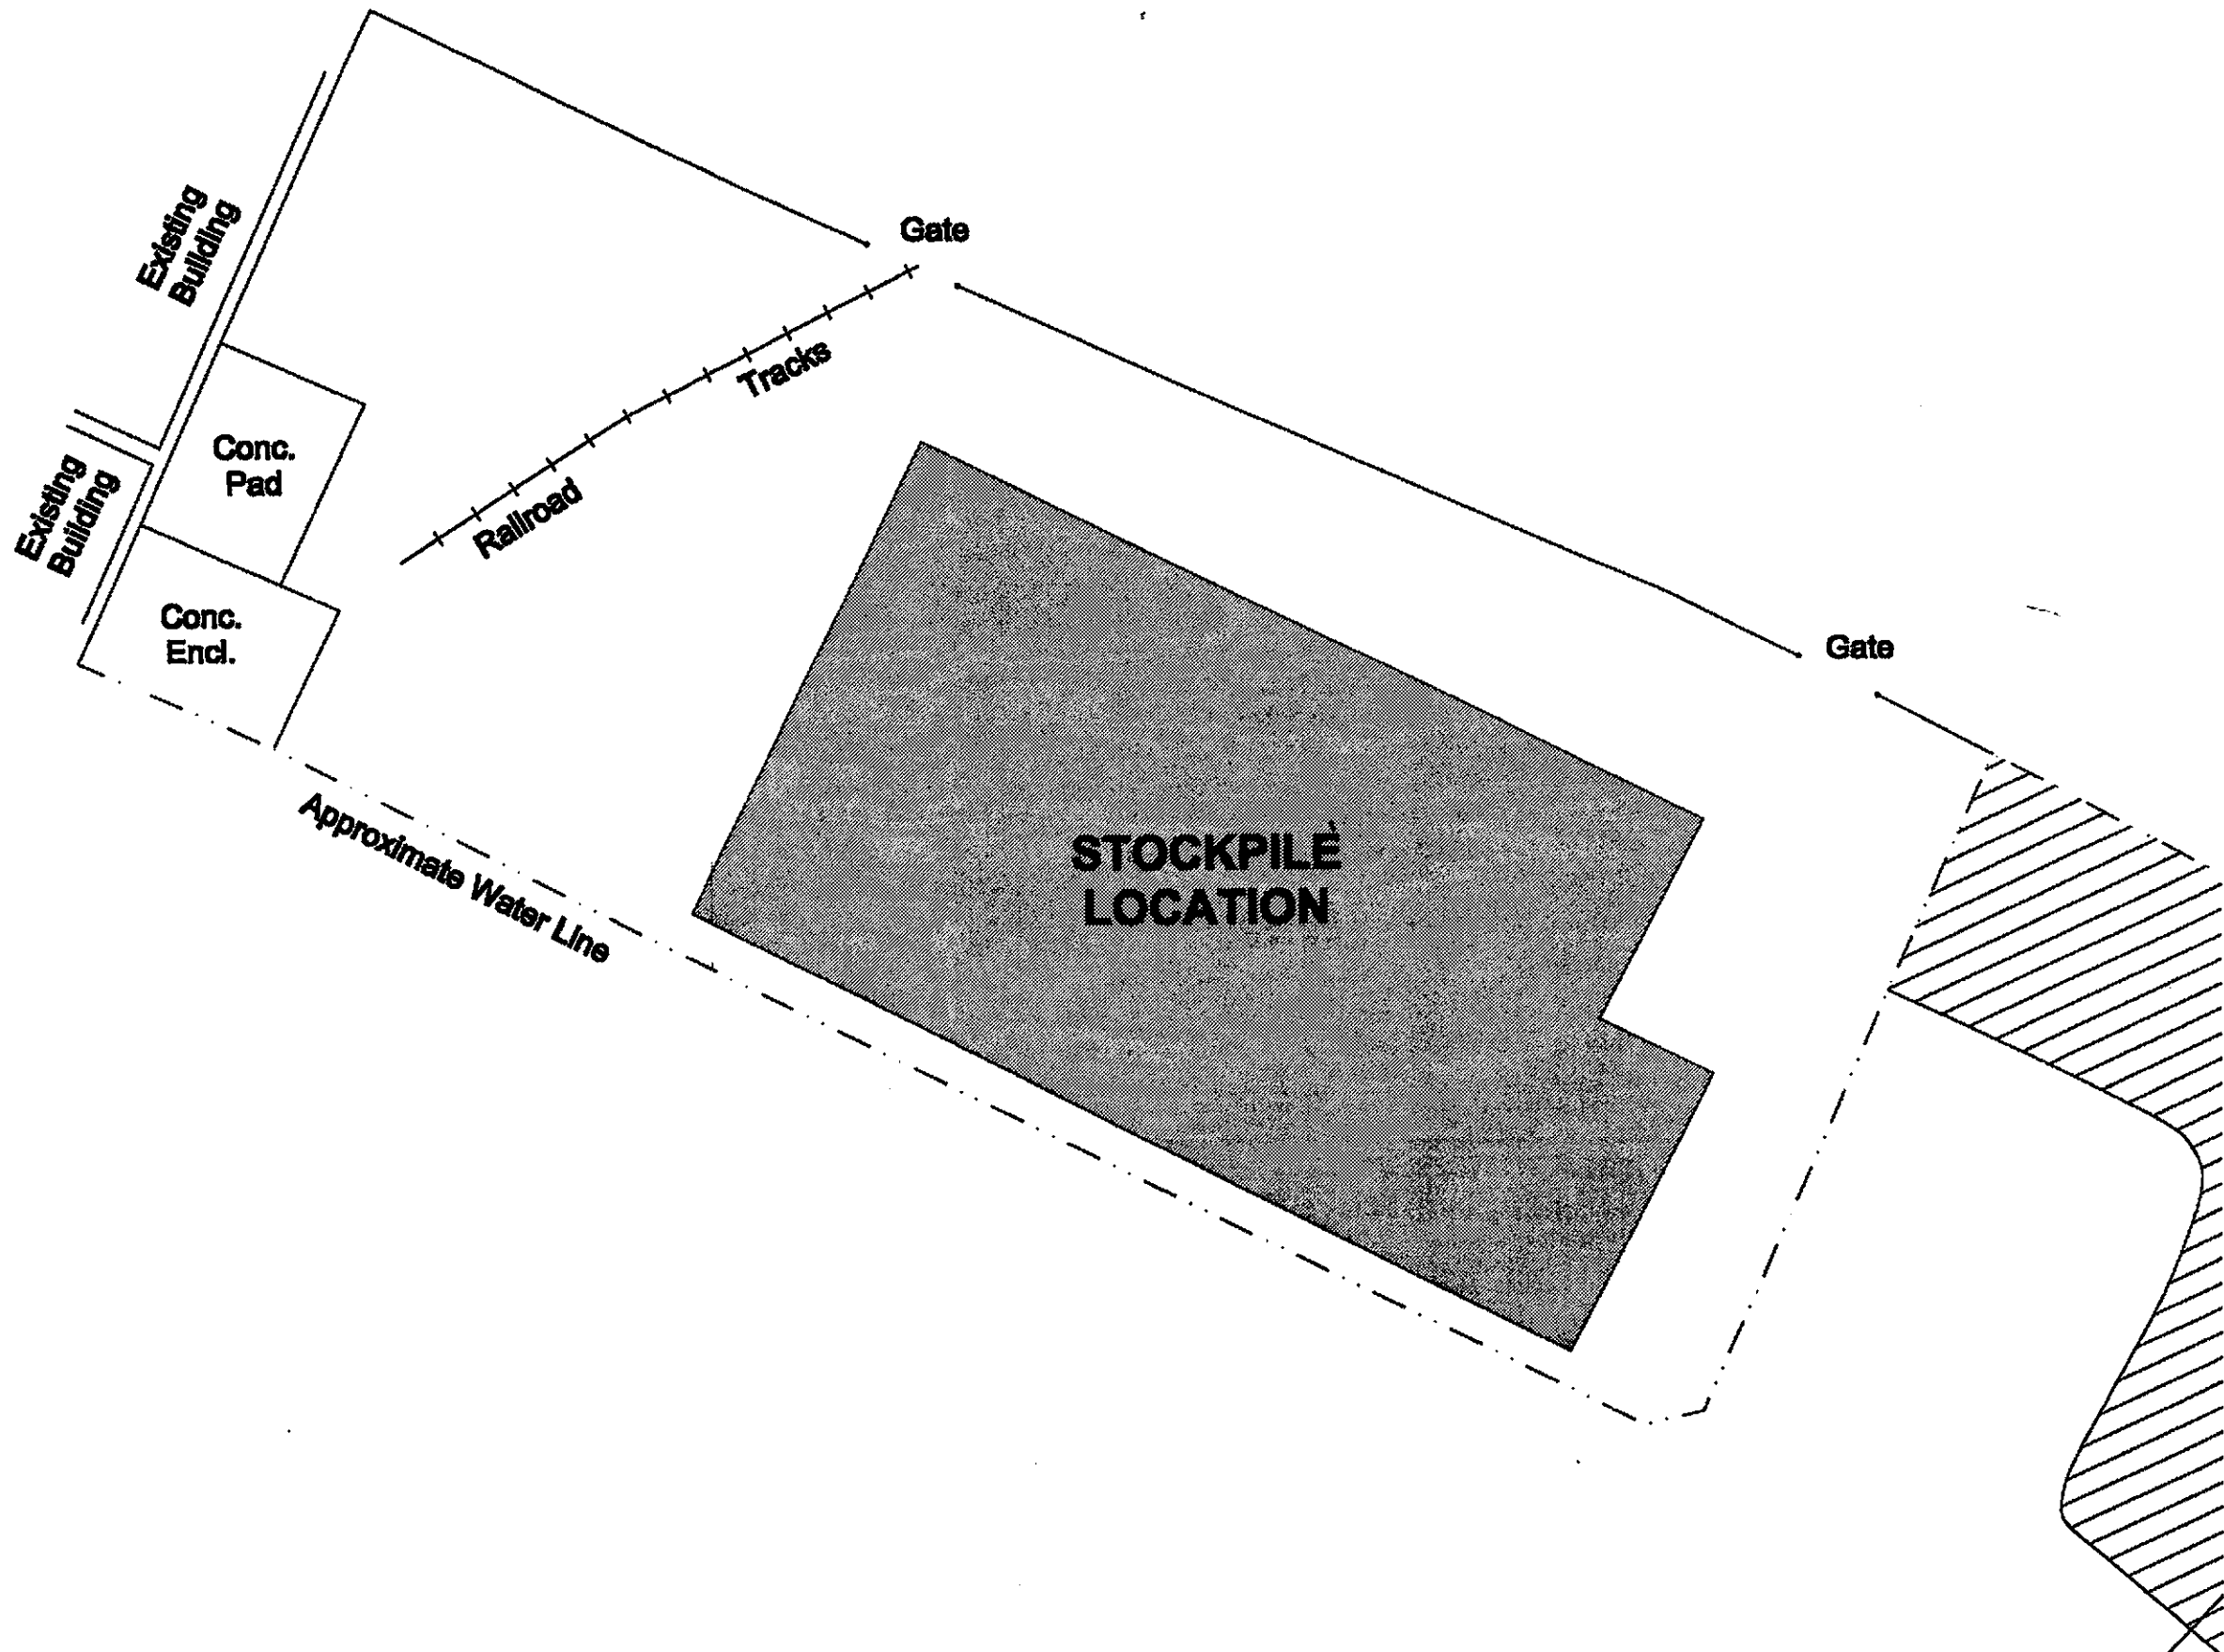 Gate
Existing
Building
Tracks
Conc.
Pad
Existing
Building
Railroad
Conc.
Encl.
Gate
Approximate Water Line
STOCKPILE
LOCATION